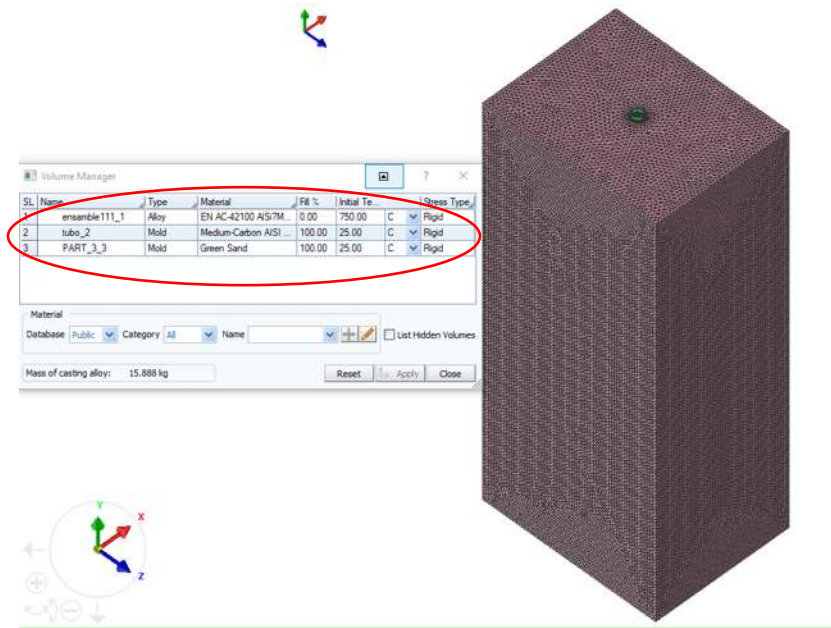 Volume Manager ? ×
SL Name Type Material Fill % Initial Te... Stress Type
1 ensamble111_1 Alloy EN AC-42100 AlSi7M... 0.00 750.00 C Rigid
2 tubo_2 Mold Medium-Carbon AISI ... 100.00 25.00 C Rigid
3 PART_3_3 Mold Green Sand 100.00 25.00 C Rigid
Material
Database Public Category All Name List Hidden Volumes
Mass of casting alloy: 15.888 kg Reset Apply Close
Y
X
Z